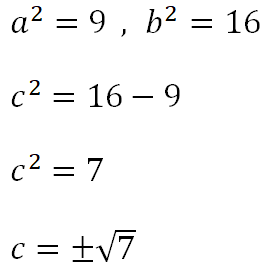 a² = 9 , b² = 16
c² = 16 − 9
c² = 7
c = ±√7